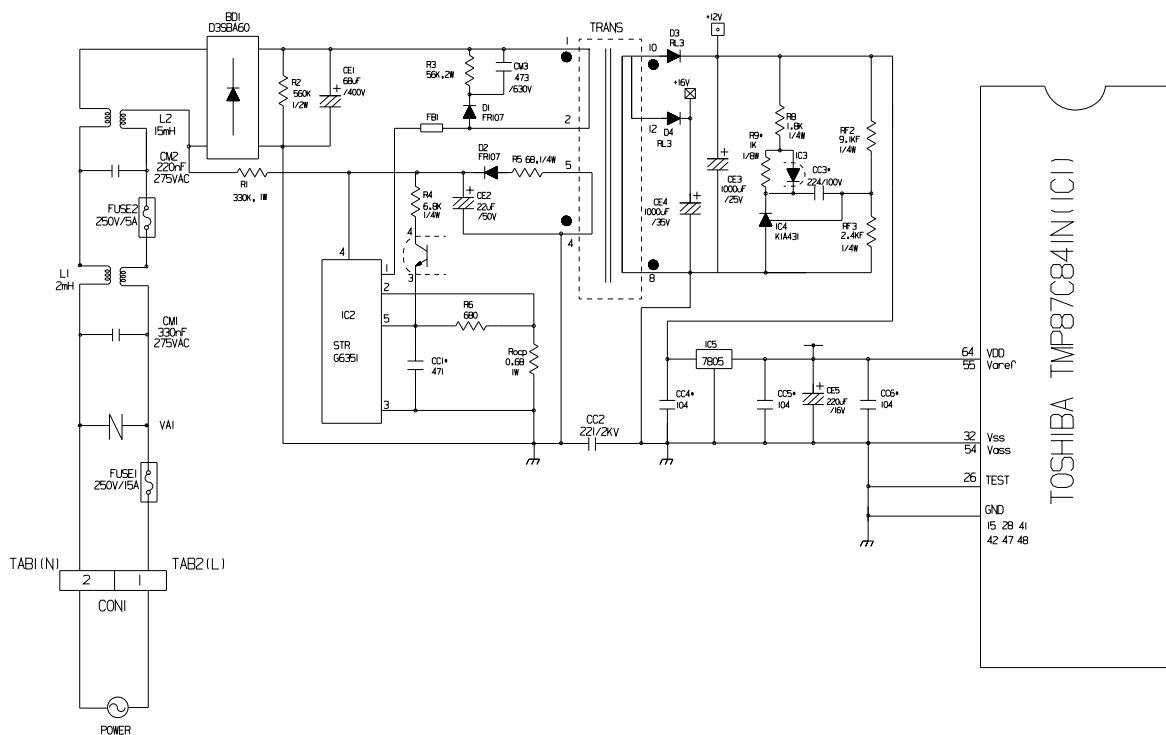 BD1
D3SBA60
TRANS
+12V
D3
RL3
1
10
R3
56K,2W
CM3
473
/630V
CE1
68uF
/400V
R2
560K
1/2W
+16V
D1
FR107
FB1
2
12
D4
RL3
R8
1.8K
1/4W
RF2
9.1KF
1/4W
L2
15mH
CM2
220nF
275VAC
D2
FR107
R5 68,1/4W
5
R9*
1K
1/8W
IC3
CC3*
224/100V
CE3
1000uF
/25V
R1
330K, 1W
R4
6.8K
1/4W
CE2
22uF
/50V
CE4
1000uF
/35V
IC4
KIA431
RF3
2.4KF
1/4W
FUSE2
250V/5A
4
4
4
3
8
L1
2mH
1
2
IC2
5
R6
680
STR
G6351
CC1*
471
Rocp
0.68
1W
3
CM1
330nF
275VAC
IC5
7805
64
VDD
55
Varef
CC4*
104
CC5*
104
CE5
220uF
/16V
CC6*
104
VA1
CC2
221/2KV
32
Vss
54
Vass
FUSE1
250V/15A
26
TEST
GND
15 28 41
42 47 48
TOSHIBA TMP87C841N(IC1)
TAB1(N)
TAB2(L)
2
1
CON1
POWER